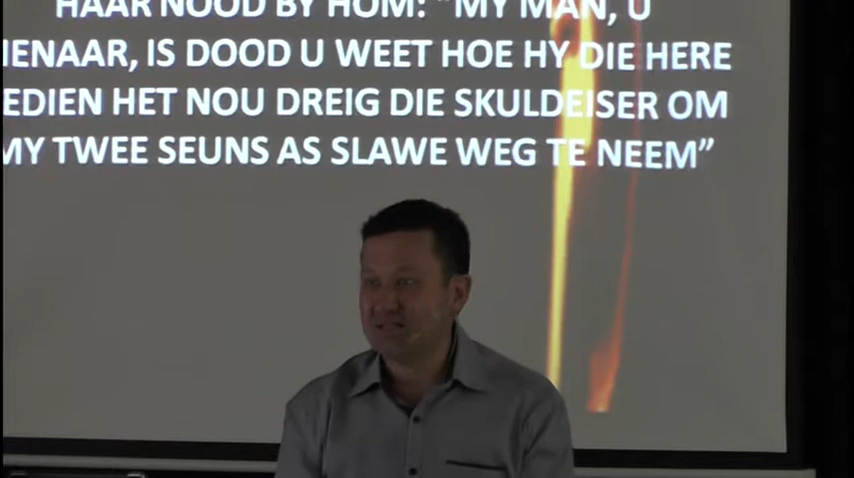 HAAR NOOD BY HOM: "MY MAN, U
IENAAR, IS DOOD U WEET HOE HY DIE HERE
EDIEN HET NOU DREIG DIE SKULDEISER OM
MY TWEE SEUNS AS SLAWE WEG TE NEEM"